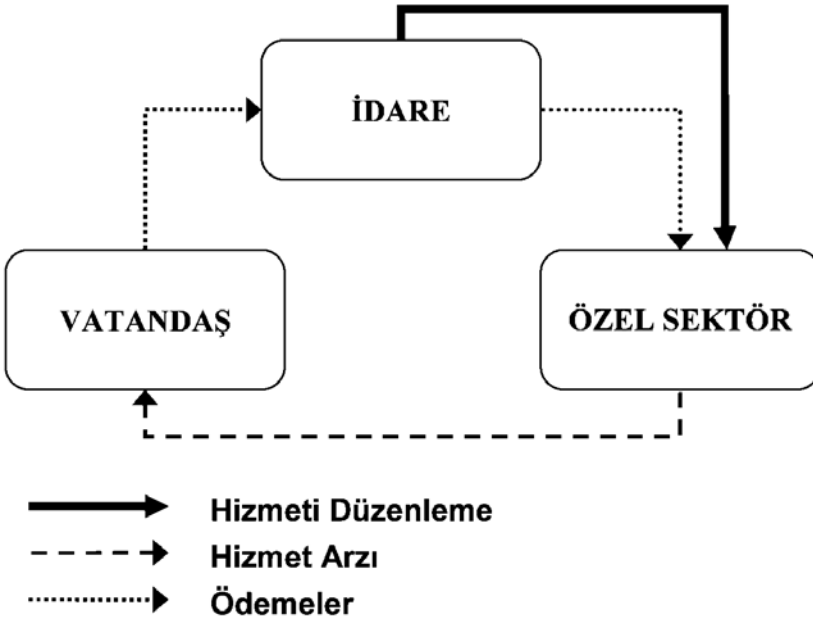 İDARE
VATANDAŞ
ÖZEL SEKTÖR
Hizmeti Düzenleme
Hizmet Arzı
Ödemeler